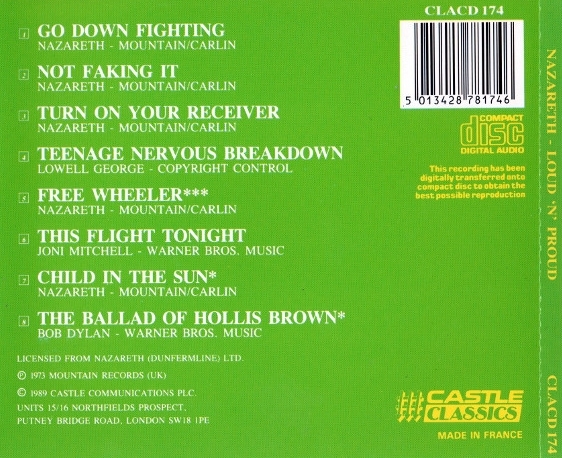 1 GO DOWN FIGHTING
NAZARETH - MOUNTAIN/CARLIN
2 NOT FAKING IT
NAZARETH - MOUNTAIN/CARLIN
3 TURN ON YOUR RECEIVER
NAZARETH - MOUNTAIN/CARLIN
4 TEENAGE NERVOUS BREAKDOWN
LOWELL GEORGE - COPYRIGHT CONTROL
5 FREE WHEELER***
NAZARETH - MOUNTAIN/CARLIN
6 THIS FLIGHT TONIGHT
JONI MITCHELL - WARNER BROS. MUSIC
7 CHILD IN THE SUN*
NAZARETH - MOUNTAIN/CARLIN
8 THE BALLAD OF HOLLIS BROWN*
BOB DYLAN - WARNER BROS. MUSIC
LICENSED FROM NAZARETH (DUNFERMLINE) LTD.
℗ 1973 MOUNTAIN RECORDS (UK)
© 1989 CASTLE COMMUNICATIONS PLC.
UNITS 15/16 NORTHFIELDS PROSPECT,
PUTNEY BRIDGE ROAD, LONDON SW18 1PE
CLACD 174
5 013428 781746
COMPACT
disc
DIGITAL AUDIO
This recording has been
digitally transferred onto
compact disc to obtain the
best possible reproduction
CASTLE
CLASSICS
MADE IN FRANCE
NAZARETH - LOUD 'N' PROUD
CLACD 174